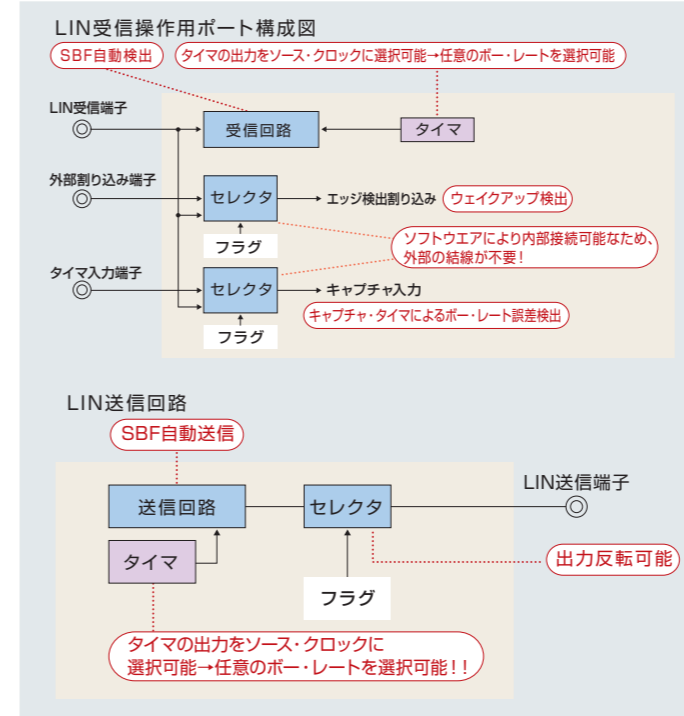 LIN受信操作用ポート構成図
SBF自動検出
タイマの出力をソース・クロックに選択可能→任意のボー・レートを選択可能
LIN受信端子
受信回路
タイマ
外部割り込み端子
セレクタ
エッジ検出割り込み
ウェイクアップ検出
フラグ
ソフトウエアにより内部接続可能なため、
外部の結線が不要!
タイマ入力端子
セレクタ
キャプチャ入力
キャプチャ・タイマによるボー・レート誤差検出
フラグ
LIN送信回路
SBF自動送信
LIN送信端子
送信回路
セレクタ
タイマ
出力反転可能
フラグ
タイマの出力をソース・クロックに
選択可能→任意のボー・レートを選択可能!!